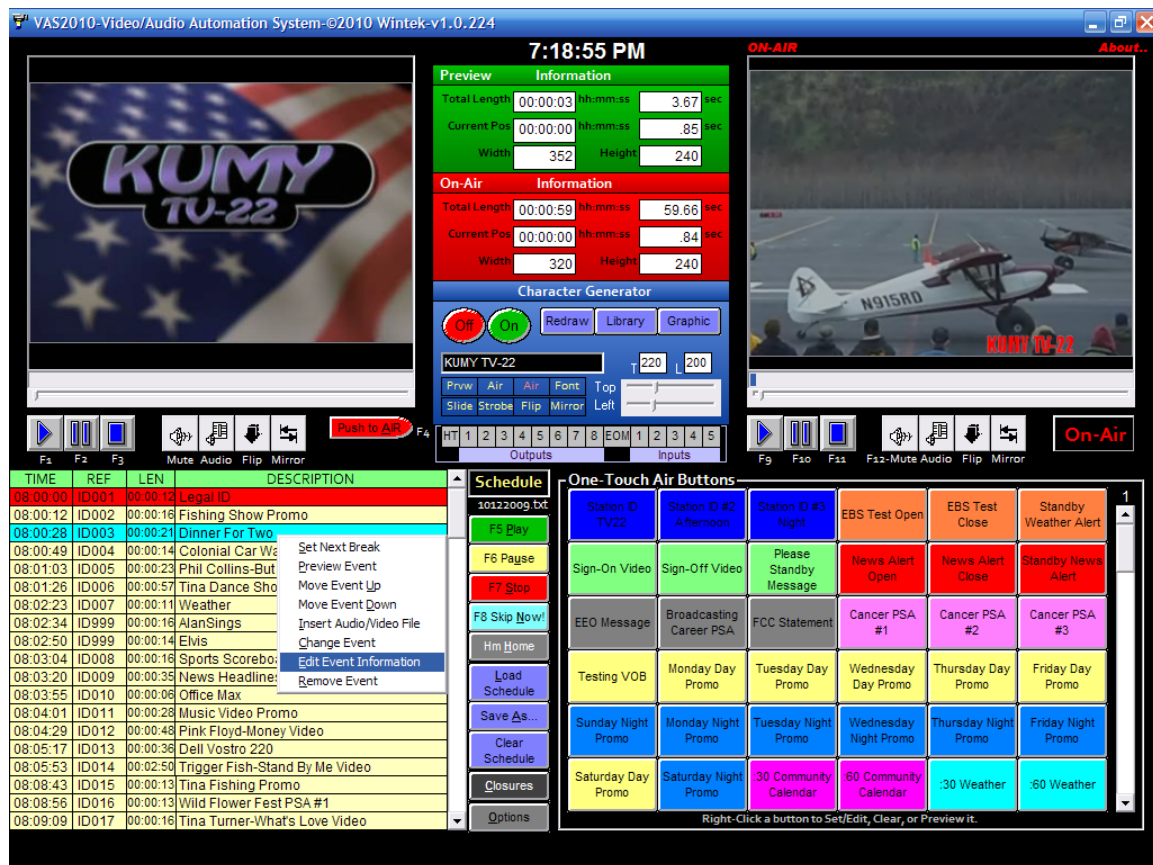 VAS2010-Video/Audio Automation System-©2010 Wintek-v1.0.224
7:18:55 PM
ON-AIR
About..
KUMY
TV-22
Preview Information
Total Length 00:00:03 hh:mm:ss 3.67 sec
Current Pos 00:00:00 hh:mm:ss .85 sec
Width 352 Height 240
On-Air Information
Total Length 00:00:59 hh:mm:ss 59.66 sec
Current Pos 00:00:00 hh:mm:ss .84 sec
Width 320 Height 240
Character Generator
Off On Redraw Library Graphic
KUMY TV-22 T 220 L 200
Prvw Air Air Font Top
Slide Strobe Flip Mirror Left
N915RD
KUMY TV-22
F1 F2 F3 Mute Audio Flip Mirror
Push to AIR F4
HT 1 2 3 4 5 6 7 8 EOM 1 2 3 4 5
Outputs Inputs
F9 F10 F11 F12-Mute Audio Flip Mirror
On-Air
TIME REF LEN DESCRIPTION
08:00:00 ID001 00:00:12 Legal ID
08:00:12 ID002 00:00:16 Fishing Show Promo
08:00:28 ID003 00:00:21 Dinner For Two
08:00:49 ID004 00:00:14 Colonial Car Wa
08:01:03 ID005 00:00:23 Phil Collins-But
08:01:26 ID006 00:00:57 Tina Dance Sho
08:02:23 ID007 00:00:11 Weather
08:02:34 ID999 00:00:16 AlanSings
08:02:50 ID999 00:00:14 Elvis
08:03:04 ID008 00:00:16 Sports Scorebo
08:03:20 ID009 00:00:35 News Headline
08:03:55 ID010 00:00:06 Office Max
08:04:01 ID011 00:00:28 Music Video Promo
08:04:29 ID012 00:00:48 Pink Floyd-Money Video
08:05:17 ID013 00:00:36 Dell Vostro 220
08:05:53 ID014 00:02:50 Trigger Fish-Stand By Me Video
08:08:43 ID015 00:00:13 Tina Fishing Promo
08:08:56 ID016 00:00:13 Wild Flower Fest PSA #1
08:09:09 ID017 00:00:16 Tina Turner-What's Love Video
Set Next Break
Preview Event
Move Event Up
Move Event Down
Insert Audio/Video File
Change Event
Edit Event Information
Remove Event
Schedule
10122009.txt
F5 Play
F6 Pause
F7 Stop
F8 Skip Now!
Hm Home
Load
Schedule
Save As...
Clear
Schedule
Closures
Options
One-Touch Air Buttons
1
Station ID
TV22
Station ID #2
Afternoon
Station ID #3
Night
EBS Test Open
EBS Test
Close
Standby
Weather Alert
Sign-On Video
Sign-Off Video
Please
Standby
Message
News Alert
Open
News Alert
Close
Standby News
Alert
EEO Message
Broadcasting
Career PSA
FCC Statement
Cancer PSA
#1
Cancer PSA
#2
Cancer PSA
#3
Testing VOB
Monday Day
Promo
Tuesday Day
Promo
Wednesday
Day Promo
Thursday Day
Promo
Friday Day
Promo
Sunday Night
Promo
Monday Night
Promo
Tuesday Night
Promo
Wednesday
Night Promo
Thursday Night
Promo
Friday Night
Promo
Saturday Day
Promo
Saturday Night
Promo
:30 Community
Calendar
:60 Community
Calendar
:30 Weather
:60 Weather
Right-Click a button to Set/Edit, Clear, or Preview it.